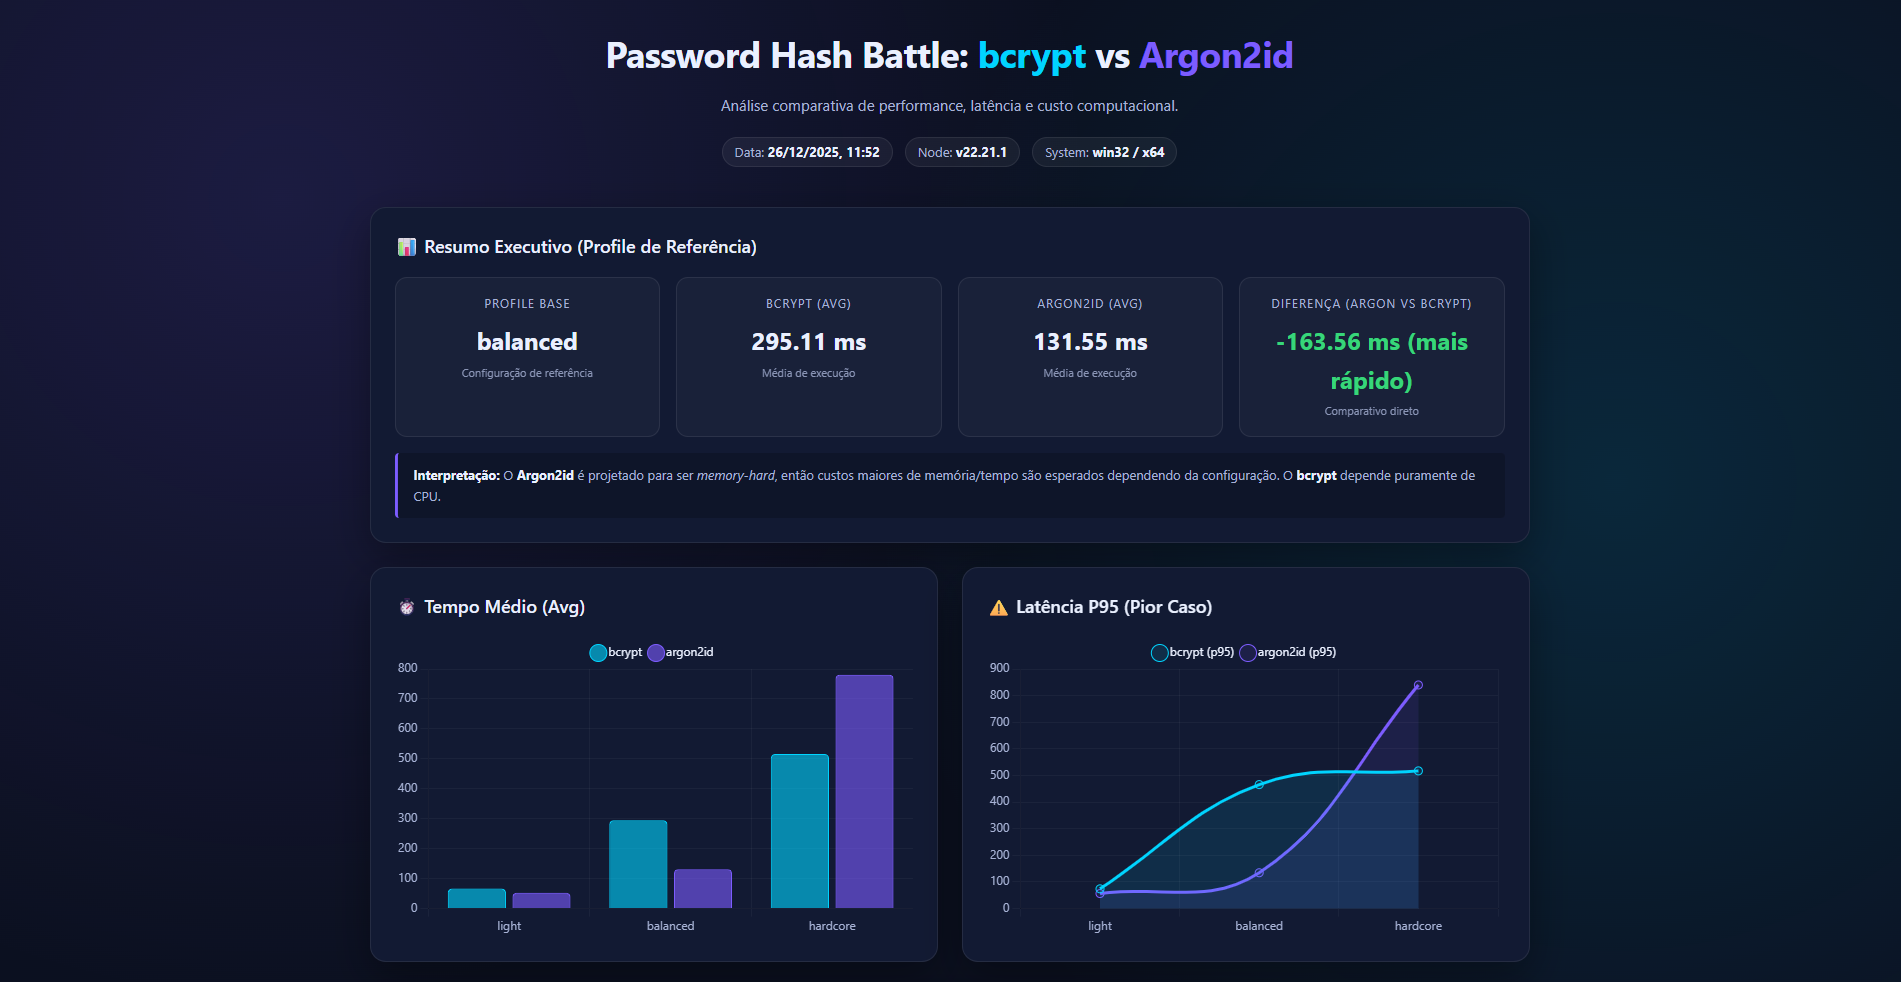 Password Hash Battle: bcrypt vs Argon2id
Análise comparativa de performance, latência e custo computacional.
Data: 26/12/2025, 11:52
Node: v22.21.1
System: win32 / x64
Resumo Executivo (Profile de Referência)
PROFILE BASE
balanced
Configuração de referência
BCRYPT (AVG)
295.11 ms
Média de execução
ARGON2ID (AVG)
131.55 ms
Média de execução
DIFERENÇA (ARGON VS BCRYPT)
-163.56 ms (mais
rápido)
Comparativo direto
Interpretação: O Argon2id é projetado para ser memory-hard, então custos maiores de memória/tempo são esperados dependendo da configuração. O bcrypt depende puramente de
CPU.
Tempo Médio (Avg)
bcrypt argon2id
800
700
600
500
400
300
200
100
0
light balanced hardcore
Latência P95 (Pior Caso)
bcrypt (p95) argon2id (p95)
900
800
700
600
500
400
300
200
100
0
light balanced hardcore